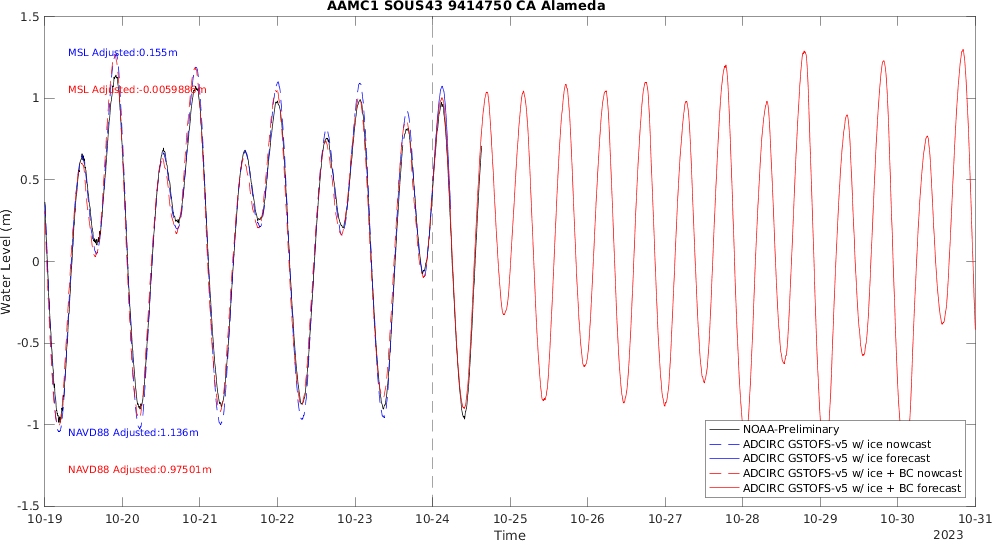 AAMC1 SOUS43 9414750 CA Alameda
1.5
1
0.5
0
-0.5
-1
-1.5
Water Level (m)
MSL Adjusted:0.155m
MSL Adjusted:-0.0059886m
NAVD88 Adjusted:1.136m
NAVD88 Adjusted:0.97501m
NOAA-Preliminary
ADCIRC GSTOFS-v5 w/ ice nowcast
ADCIRC GSTOFS-v5 w/ ice forecast
ADCIRC GSTOFS-v5 w/ ice + BC nowcast
ADCIRC GSTOFS-v5 w/ ice + BC forecast
10-19 10-20 10-21 10-22 10-23 10-24 10-25 10-26 10-27 10-28 10-29 10-30 10-31
Time
2023